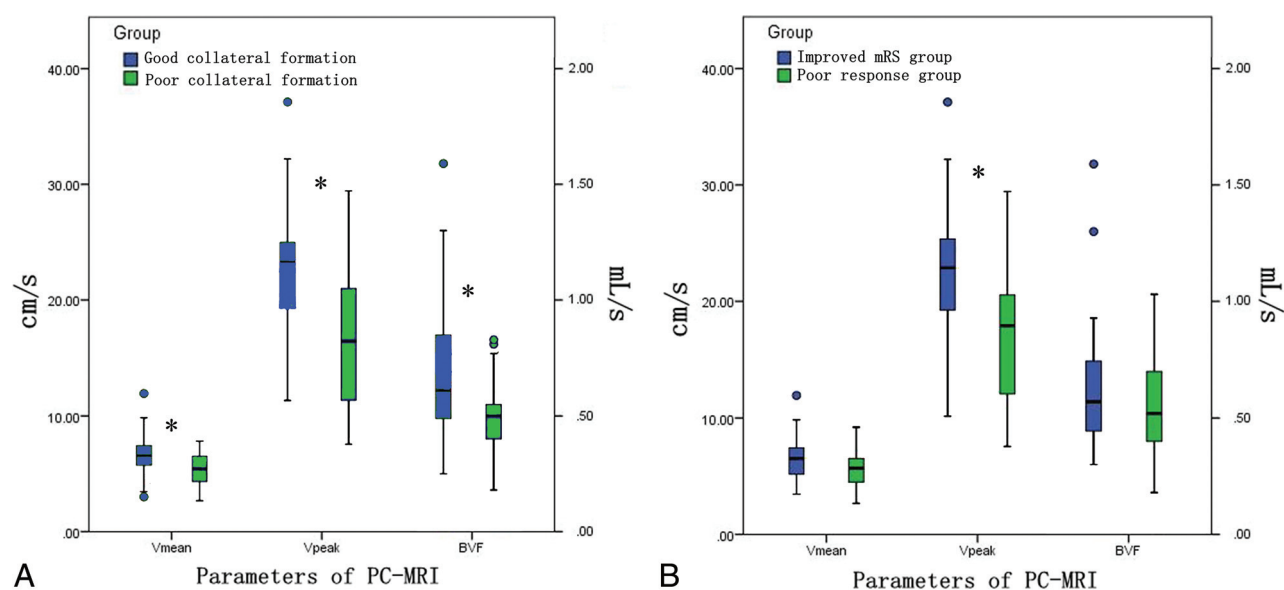 Group
Good collateral formation
Poor collateral formation
40.00
30.00
20.00
10.00
.00
cm/s
2.00
1.50
1.00
.50
.00
mL/s
*
*
*
Vmean
Vpeak
BVF
Parameters of PC-MRI
A
Group
Improved mRS group
Poor response group
40.00
30.00
20.00
10.00
.00
cm/s
2.00
1.50
1.00
.50
.00
mL/s
*
Vmean
Vpeak
BVF
Parameters of PC-MRI
B